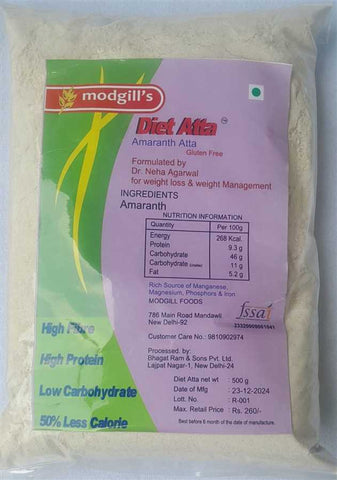 modgill's
Diet Atta ™
Amaranth Atta
Gluten Free
Formulated by
Dr. Neha Agarwal
for weight loss & weight Management
INGREDIENTS
Amaranth
NUTRITION INFORMATION
Quantity Per 100g
Energy 268 Kcal.
Protein 9.3 g
Carbohydrate 46 g
Carbohydrate 11 g
Fat 5.2 g
Rich Source of Manganese,
Magnesium, Phosphors & Iron
MODGILL FOODS
786 Main Road Mandawli
New Delhi-92
Customer Care No.: 9810902974
fssai
Processed. by:
Bhagat Ram & Sons Pvt. Ltd.
Lajpat Nagar-1, New Delhi-24
Diet Atta net wt : 500 g
Date of Mfg : 23-12-2024
Lott. No. : R-001
Max. Retail Price : Rs. 260/-
Best before 6 month of the date of manufacture.
High Fibre
High Protein
Low Carbohydrate
50% Less Calorie